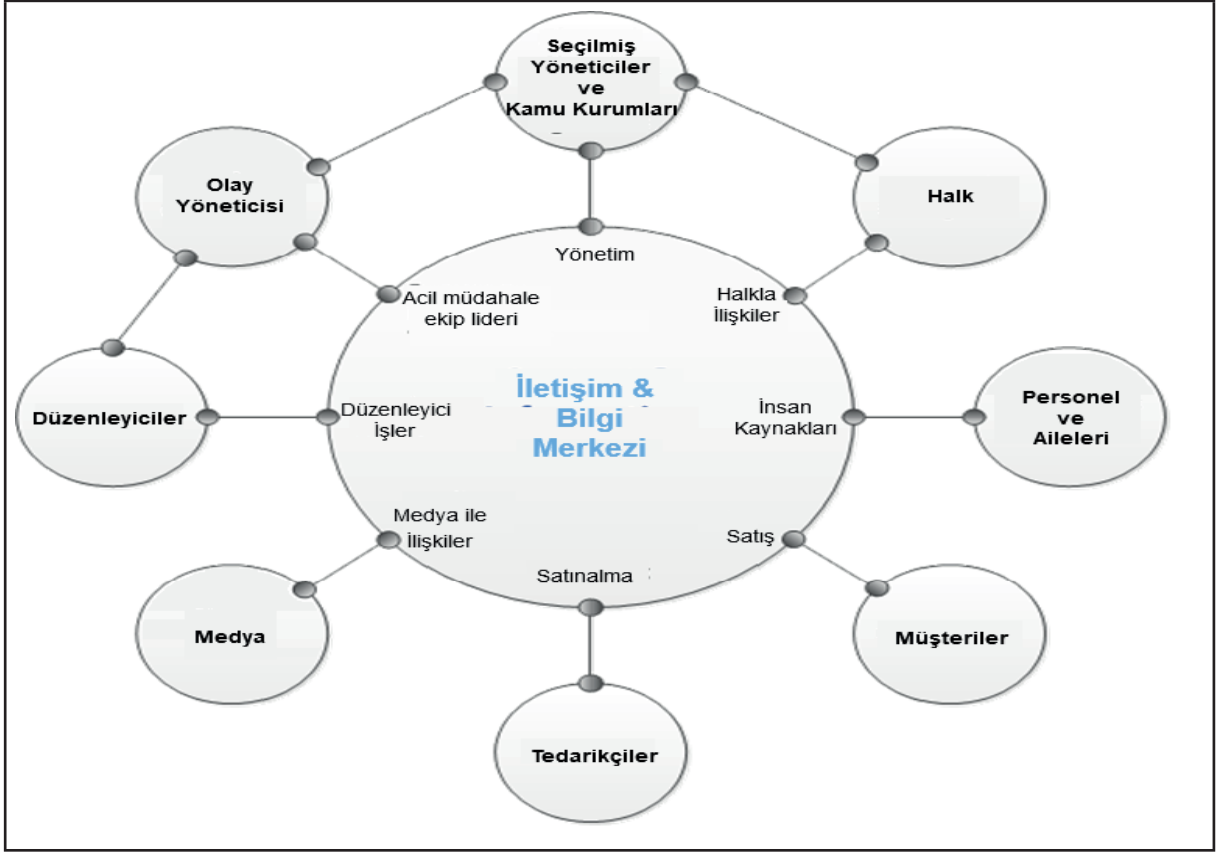 Seçilmiş
Yöneticiler
ve
Kamu Kurumları
Olay
Yöneticisi
Halk
Yönetim
Acil müdahale
ekip lideri
Halkla
İlişkiler
İletişim &
Bilgi
Merkezi
Düzenleyiciler
Düzenleyici
İşler
İnsan
Kaynakları
Personel
ve
Aileleri
Medya ile
İlişkiler
Satış
Satınalma
Medya
Müşteriler
Tedarikçiler